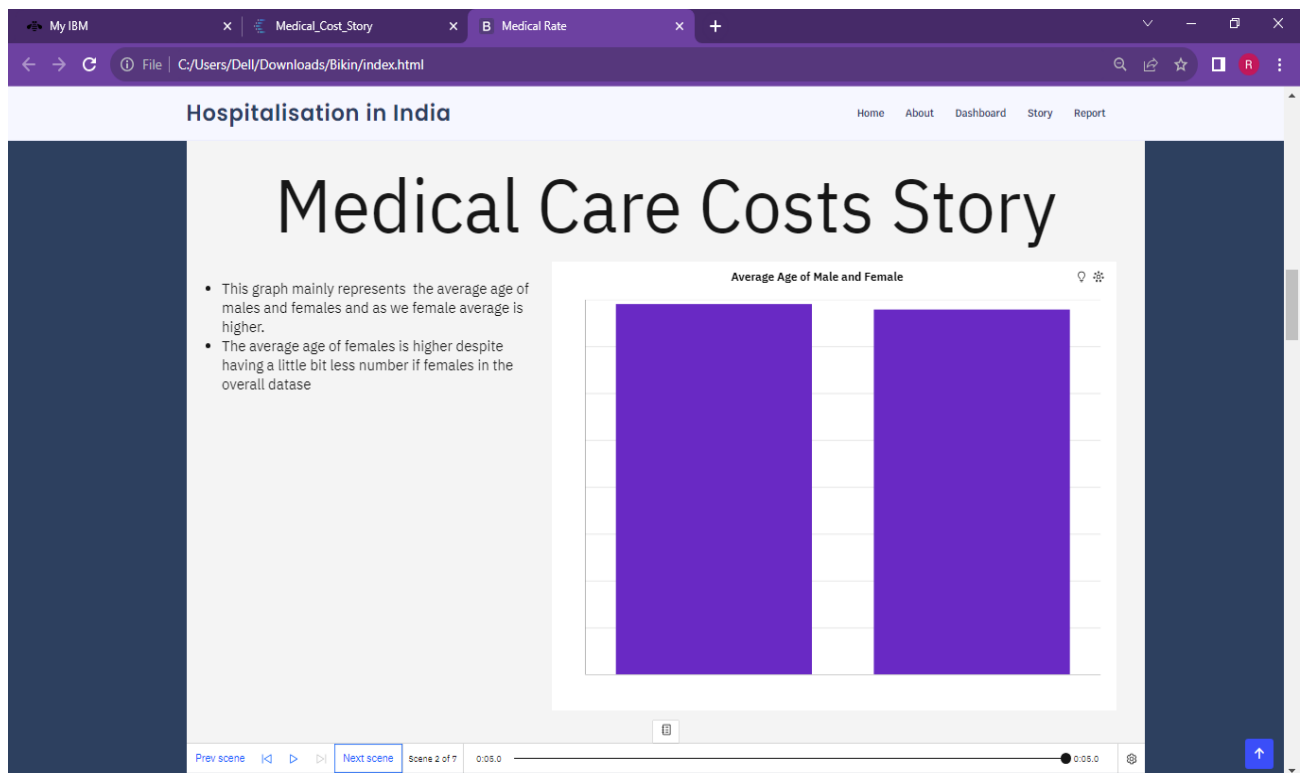 My IBM
Medical_Cost_Story
B Medical Rate
File C:/Users/Dell/Downloads/Bikin/index.html
R
Hospitalisation in India
Home About Dashboard Story Report
Medical Care Costs Story
• This graph mainly represents the average age of
males and females and as we female average is
higher.
• The average age of females is higher despite
having a little bit less number if females in the
overall datase
Average Age of Male and Female
Prev scene Next scene Scene 2 of 7 0:05.0 0:05.0